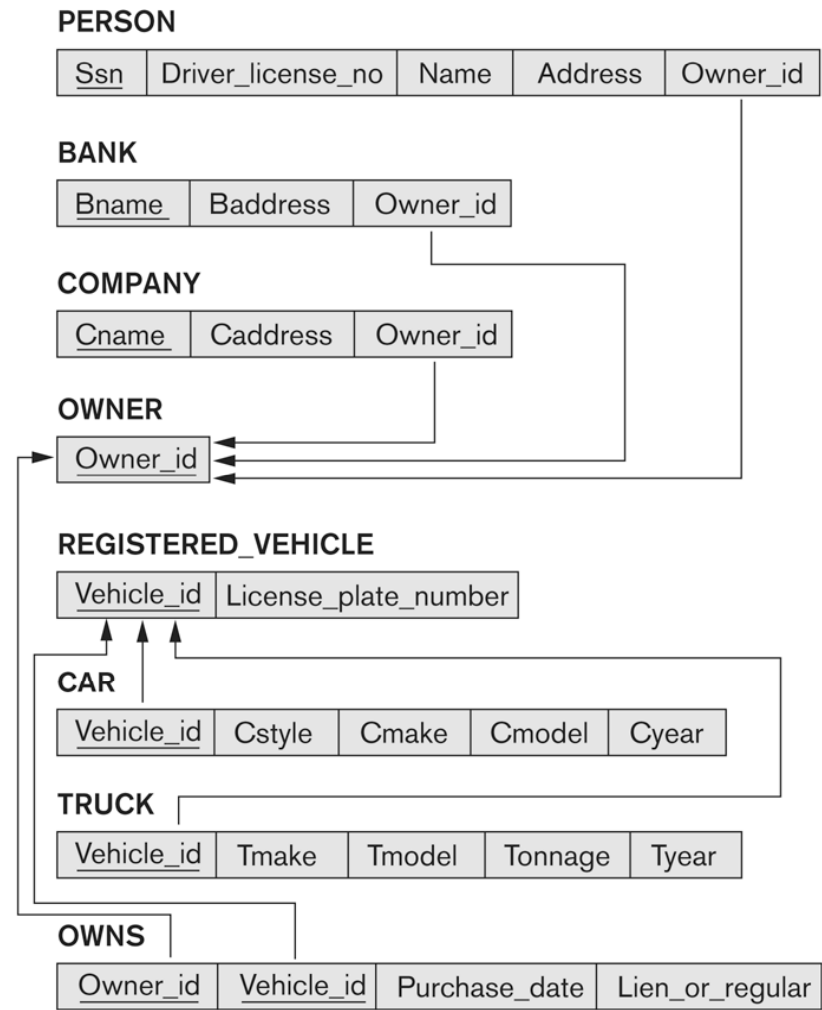 PERSON
Ssn Driver_license_no Name Address Owner_id
BANK
Bname Baddress Owner_id
COMPANY
Cname Caddress Owner_id
OWNER
Owner_id
REGISTERED_VEHICLE
Vehicle_id License_plate_number
CAR
Vehicle_id Cstyle Cmake Cmodel Cyear
TRUCK
Vehicle_id Tmake Tmodel Tonnage Tyear
OWNS
Owner_id Vehicle_id Purchase_date Lien_or_regular